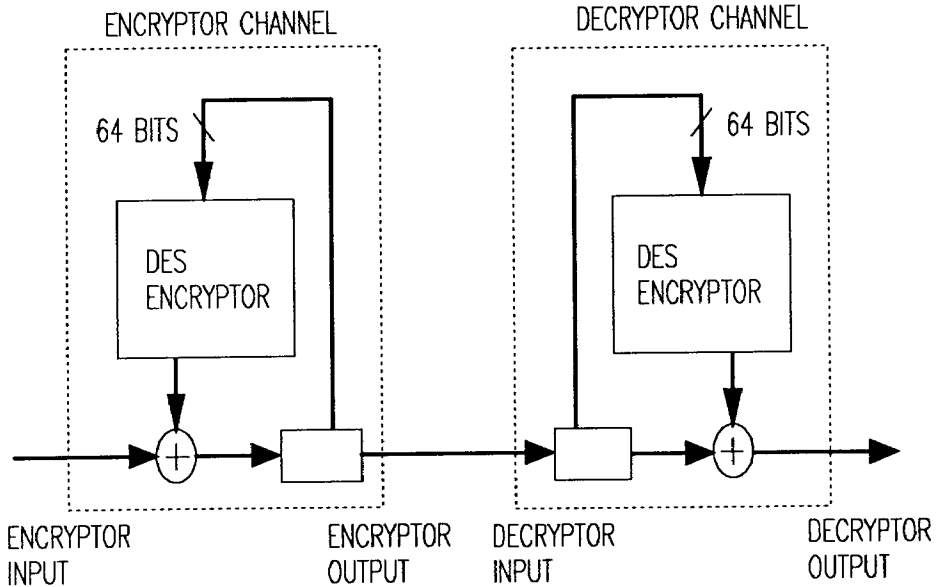 ENCRYPTOR CHANNEL
DECRYPTOR CHANNEL
64 BITS
64 BITS
DES
ENCRYPTOR
DES
ENCRYPTOR
ENCRYPTOR
INPUT
ENCRYPTOR
OUTPUT
DECRYPTOR
INPUT
DECRYPTOR
OUTPUT